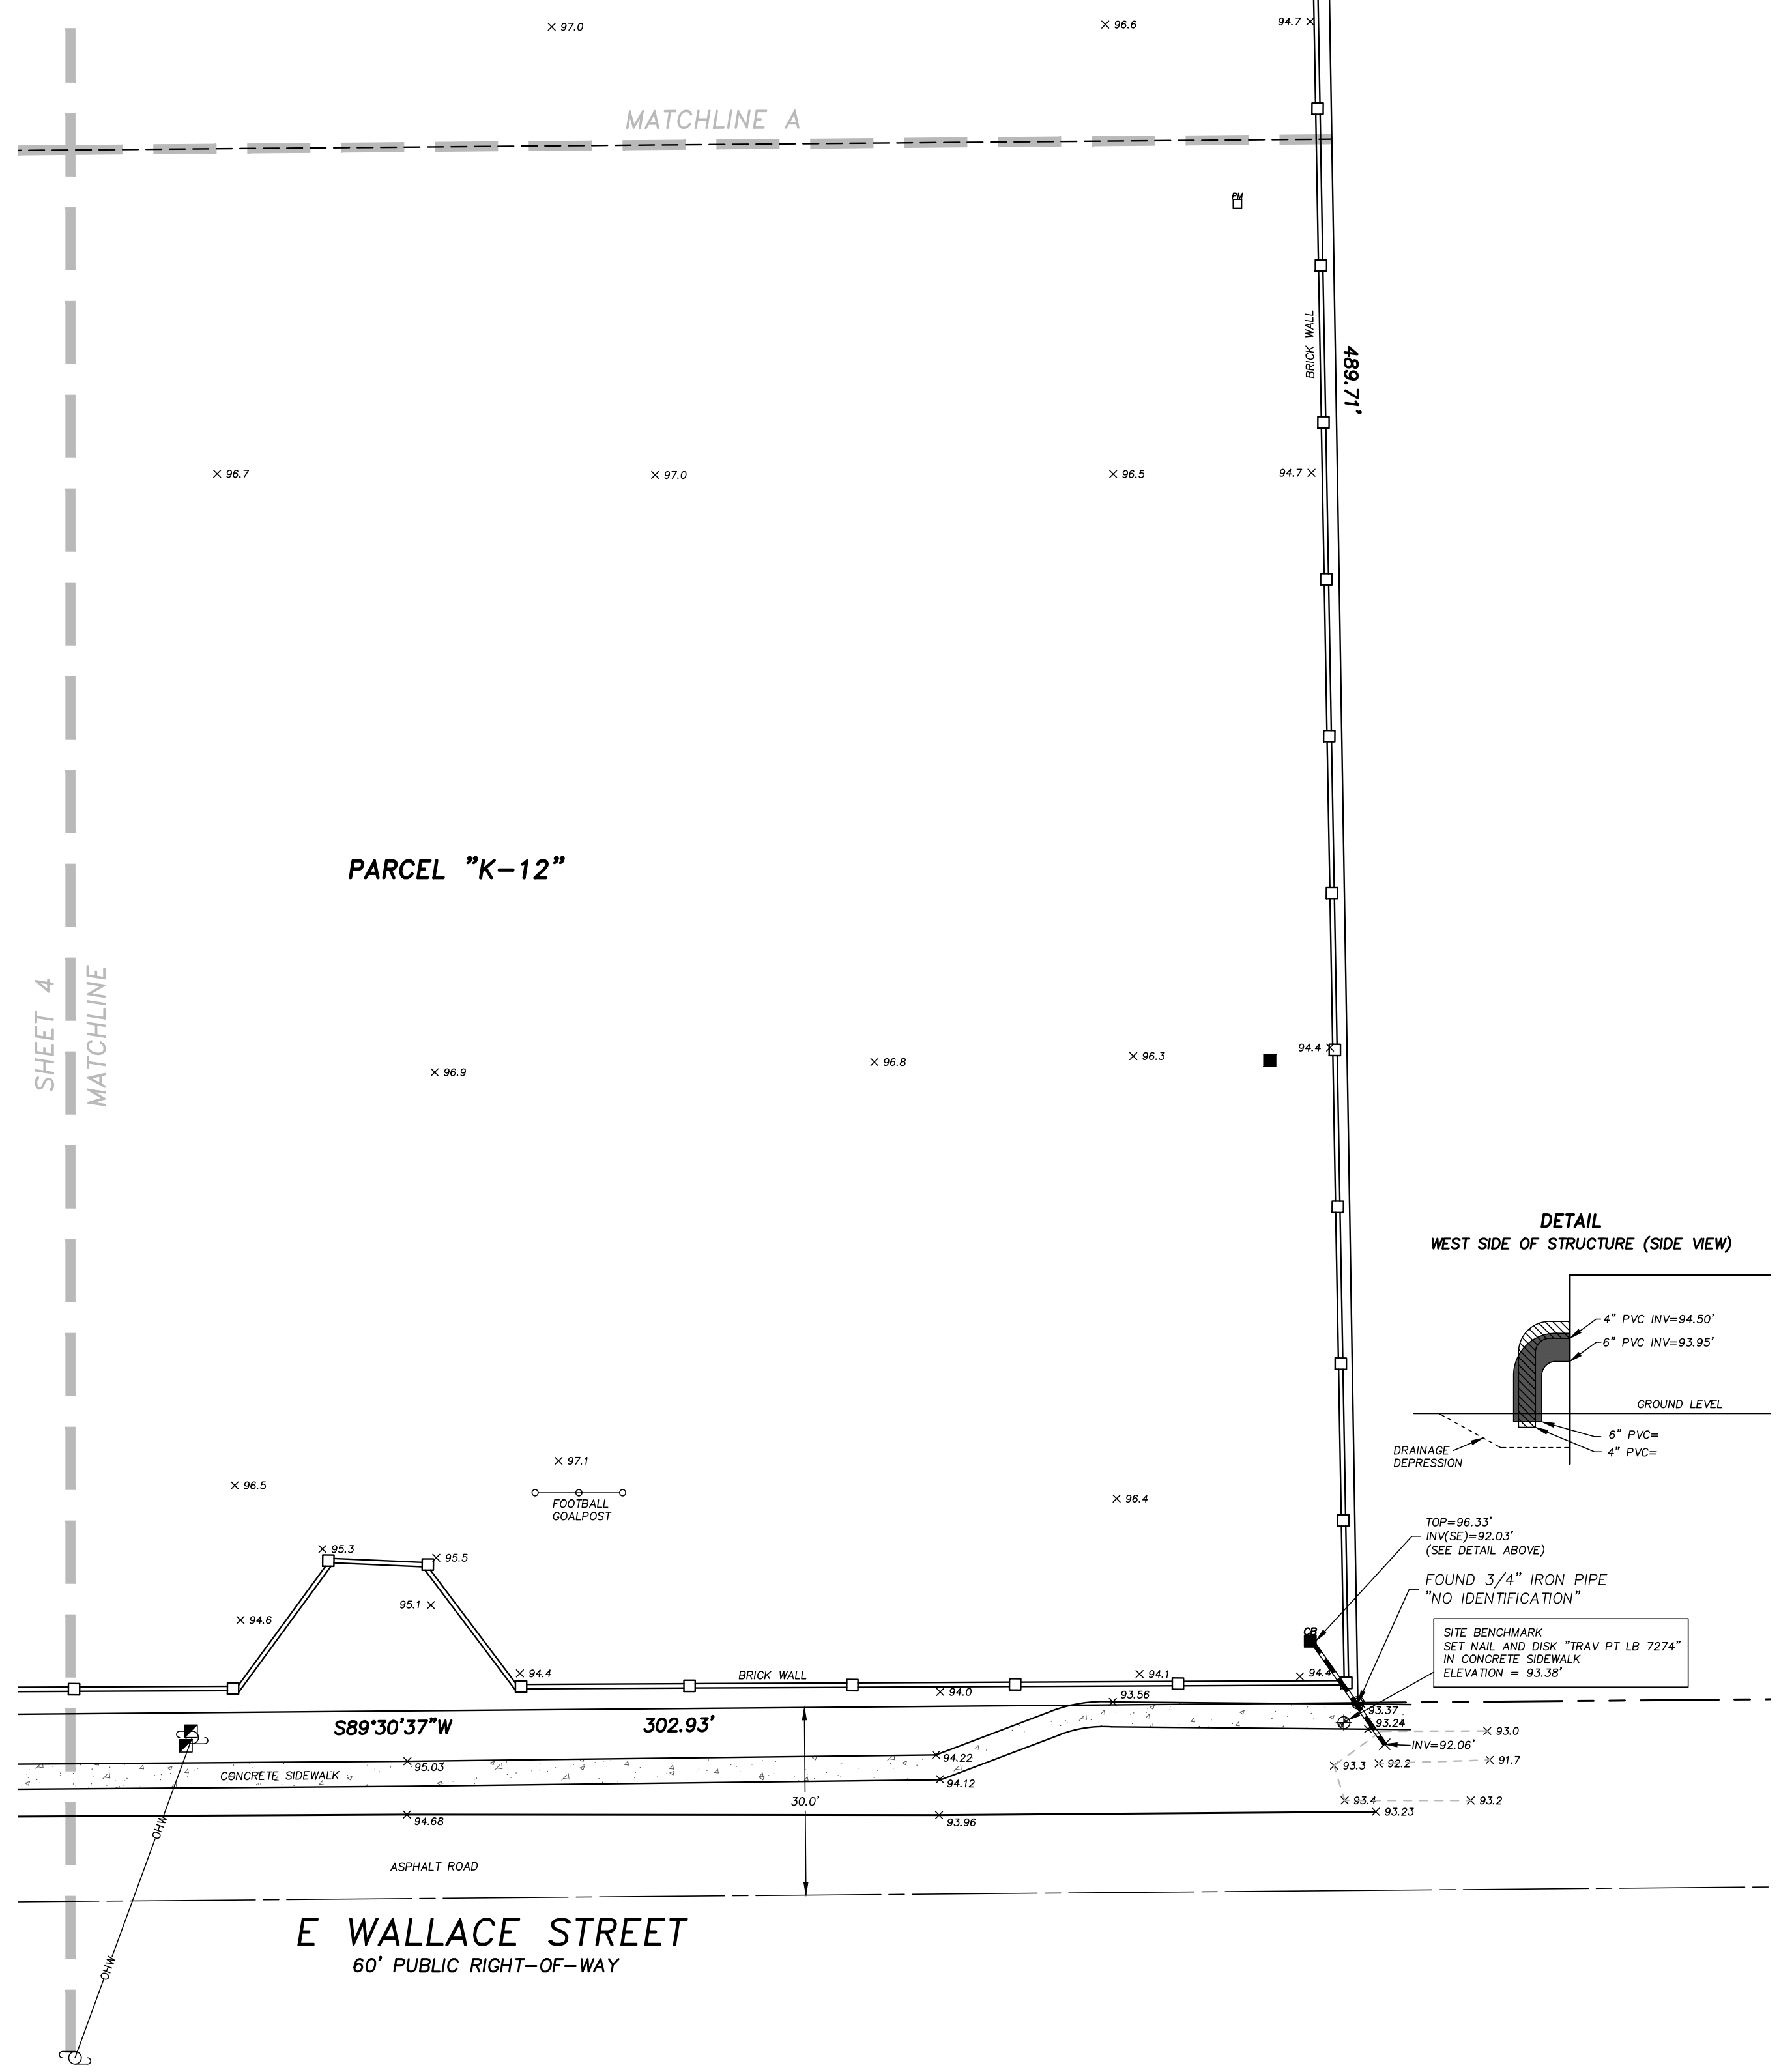 97.0
96.6
94.7
MATCHLINE A
PM
BRICK WALL
489.71'
96.7
97.0
96.5
94.7
PARCEL "K-12"
SHEET 4
MATCHLINE
96.9
96.8
96.3
94.4
DETAIL
WEST SIDE OF STRUCTURE (SIDE VIEW)
4" PVC INV=94.50'
6" PVC INV=93.95'
GROUND LEVEL
6" PVC=
4" PVC=
DRAINAGE
DEPRESSION
96.5
97.1
FOOTBALL
GOALPOST
96.4
TOP=96.33'
INV(SE)=92.03'
(SEE DETAIL ABOVE)
FOUND 3/4" IRON PIPE
"NO IDENTIFICATION"
SITE BENCHMARK
SET NAIL AND DISK "TRAV PT LB 7274"
IN CONCRETE SIDEWALK
ELEVATION = 93.38'
95.3
95.5
94.6
95.1
CB
94.4
BRICK WALL
94.1
94.4
94.0
93.56
93.37
S89°30'37"W
302.93'
93.24
93.0
INV=92.06'
94.22
95.03
CONCRETE SIDEWALK
94.12
93.3
92.2
91.7
30.0'
93.4
93.2
94.68
93.96
93.23
OHW
ASPHALT ROAD
E WALLACE STREET
60' PUBLIC RIGHT-OF-WAY
OHW